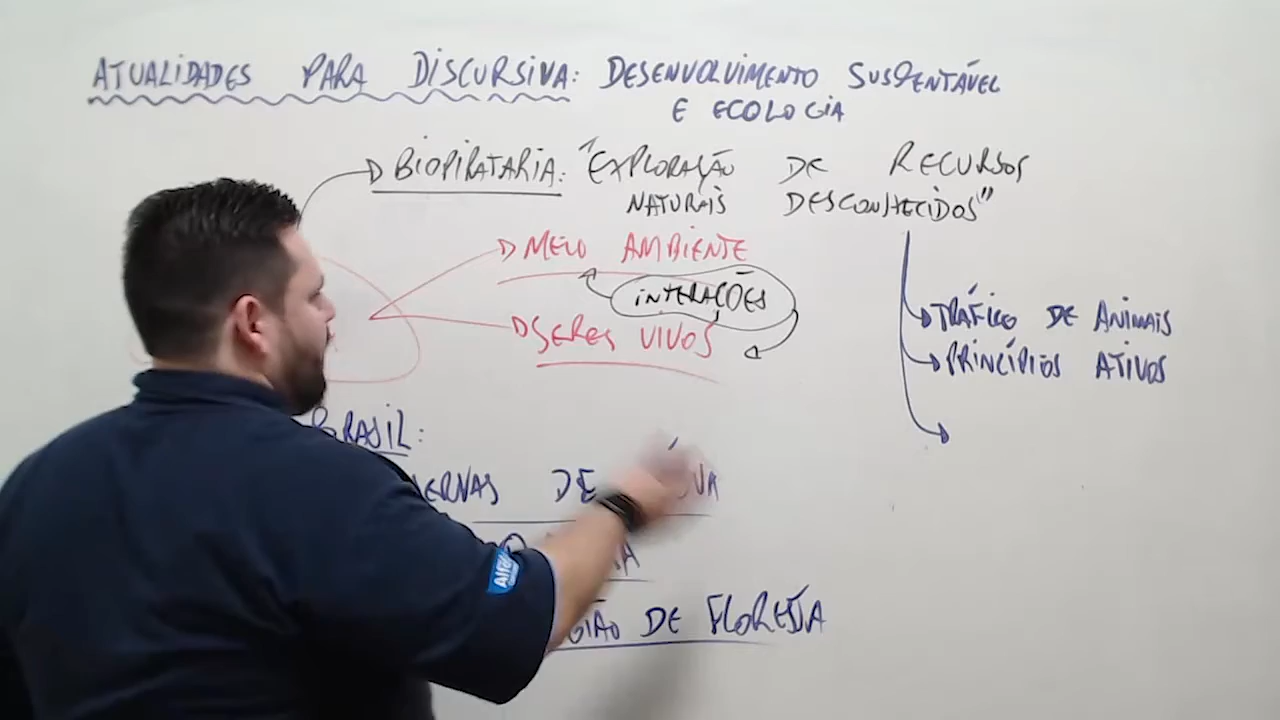 ATUALIDADES PARA DISCURSIVA: DESENVOLVIMENTO SUSTENTÁVEL
E ECOLOGIA
BIOPIRATARIA: "EXPLORAÇÃO DE RECURSOS
NATURAIS DESCONHECIDOS"
MEIO AMBIENTE
INTERAÇÕES
SERES VIVOS
TRÁFICO DE ANIMAIS
PRINCÍPIOS ATIVOS
BRASIL:
DE
DE FLORESTA